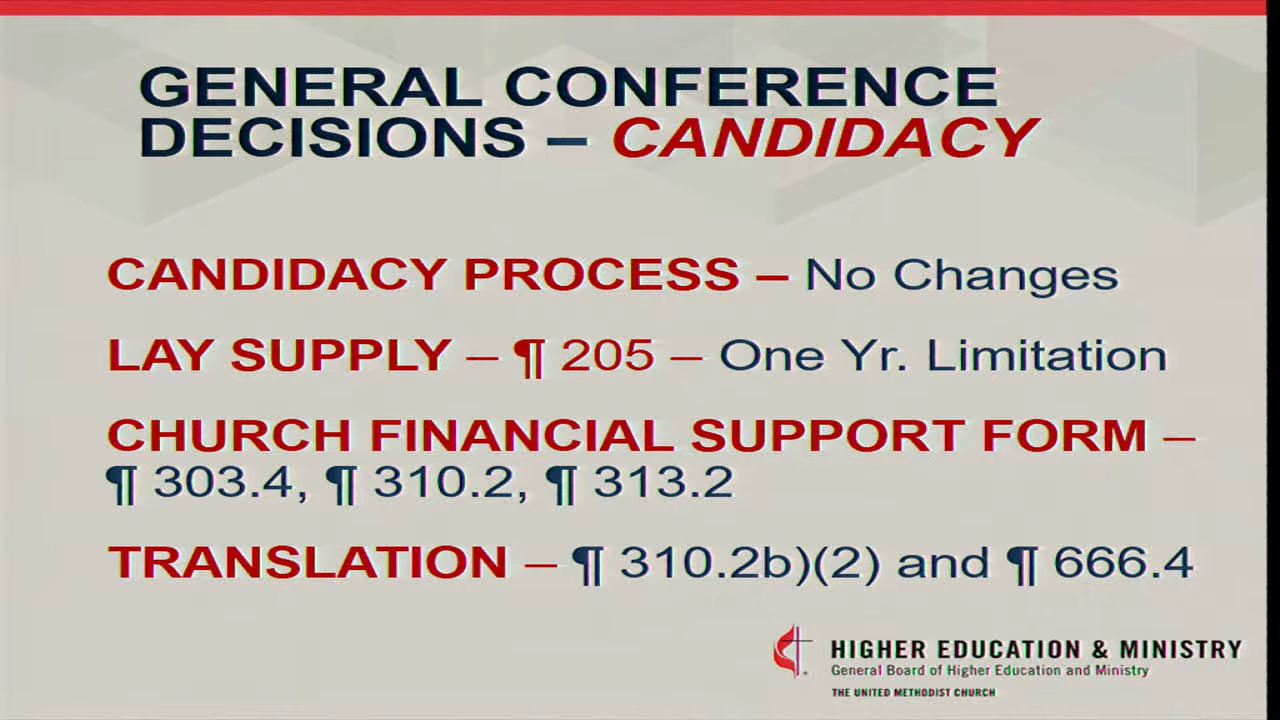 GENERAL CONFERENCE
DECISIONS – CANDIDACY
CANDIDACY PROCESS – No Changes
LAY SUPPLY – ¶ 205 – One Yr. Limitation
CHURCH FINANCIAL SUPPORT FORM –
¶ 303.4, ¶ 310.2, ¶ 313.2
TRANSLATION – ¶ 310.2b)(2) and ¶ 666.4
HIGHER EDUCATION & MINISTRY
General Board of Higher Education and Ministry
THE UNITED METHODIST CHURCH